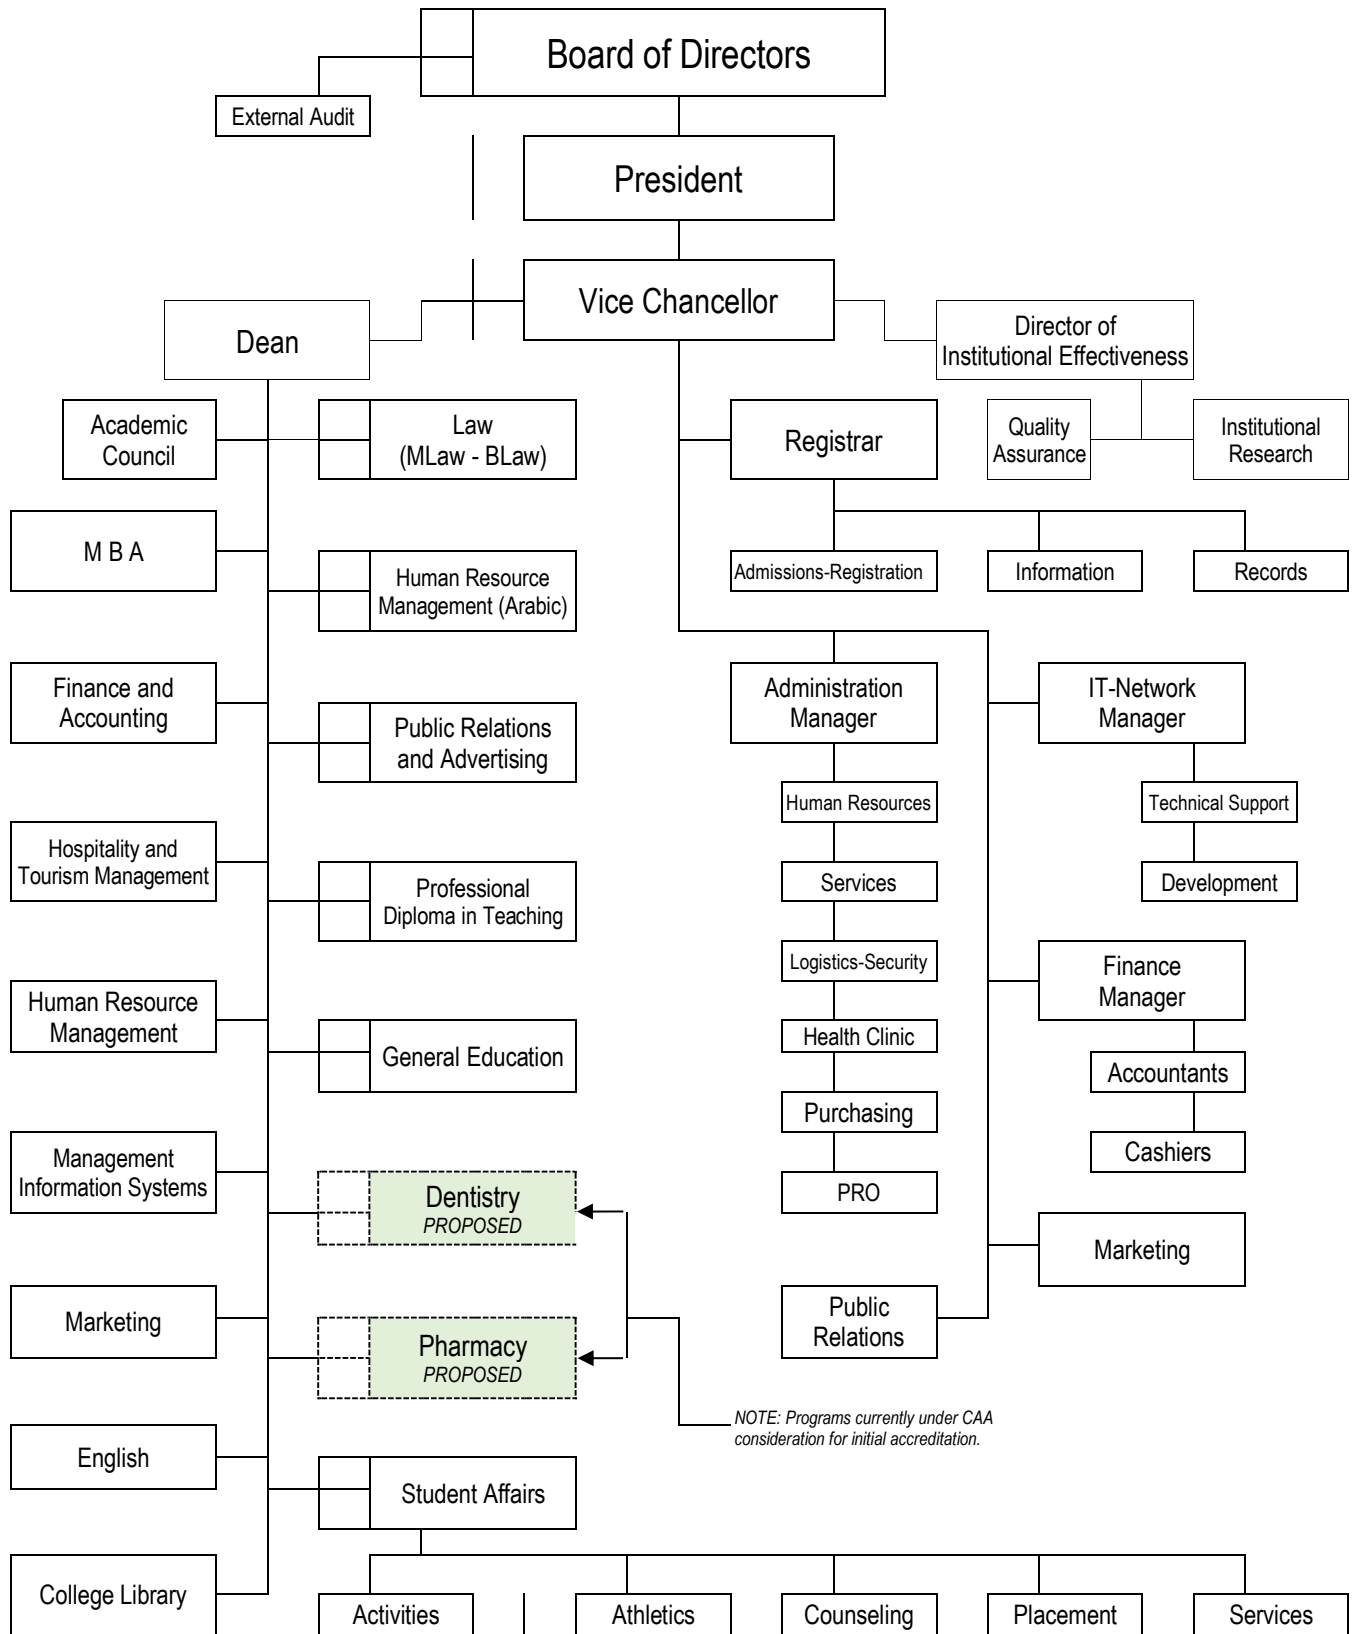 Board of Directors
External Audit
President
Vice Chancellor
Dean
Director of
Institutional Effectiveness
Academic
Council
Law
(MLaw - BLaw)
Registrar
Quality
Assurance
Institutional
Research
M B A
Human Resource
Management (Arabic)
Admissions-Registration
Information
Records
Finance and
Accounting
Public Relations
and Advertising
Administration
Manager
IT-Network
Manager
Human Resources
Technical Support
Hospitality and
Tourism Management
Professional
Diploma in Teaching
Services
Development
Logistics-Security
Finance
Manager
Human Resource
Management
General Education
Health Clinic
Accountants
Purchasing
Cashiers
Management
Information Systems
Dentistry
PROPOSED
PRO
Marketing
Marketing
Pharmacy
PROPOSED
Public
Relations
NOTE: Programs currently under CAA
consideration for initial accreditation.
English
Student Affairs
College Library
Activities
Athletics
Counseling
Placement
Services